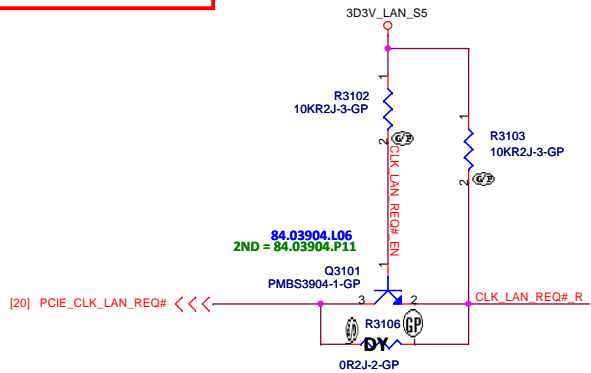 3D3V_LAN_S5
1
R3102
10KR2J-3-GP
2
G/P
1
R3103
10KR2J-3-GP
2
G/P
CLK_LAN_REQ#_EN
84.03904.L06
2ND = 84.03904.P11
Q3101
PMBS3904-1-GP
1
[20] PCIE_CLK_LAN_REQ#
3
2
CLK_LAN_REQ#_R
R3106
GP
DY
0R2J-2-GP